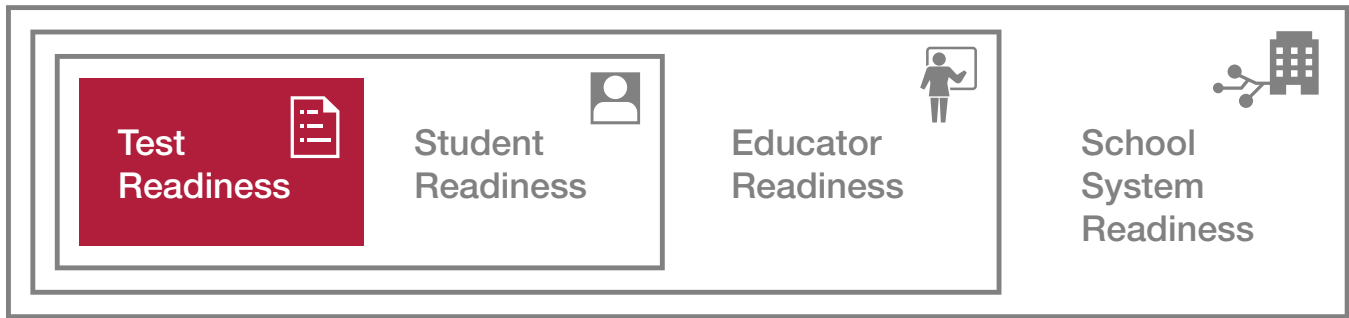 Test
Readiness
Student
Readiness
Educator
Readiness
School
System
Readiness